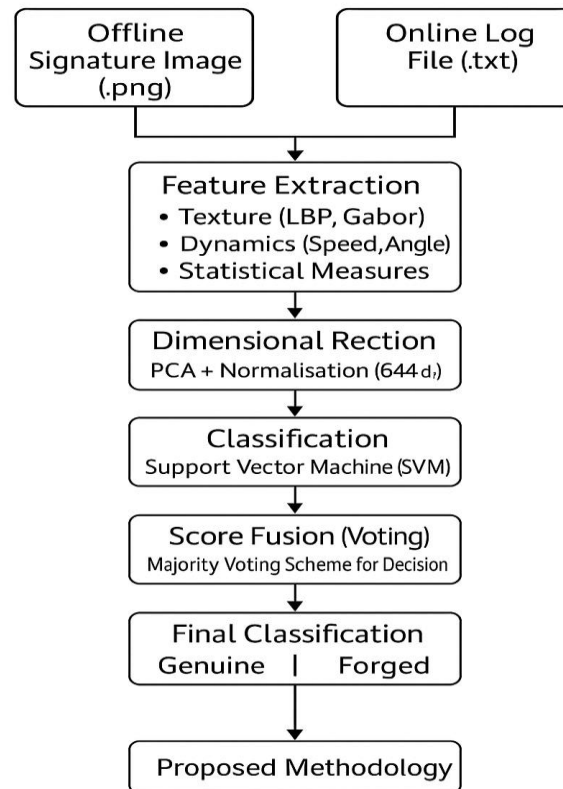 Offline
Signature Image
(.png)
Online Log
File (.txt)
Feature Extraction
• Texture (LBP, Gabor)
• Dynamics (Speed, Angle)
• Statistical Measures
Dimensional Rection
PCA + Normalisation (644 d,)
Classification
Support Vector Machine (SVM)
Score Fusion (Voting)
Majority Voting Scheme for Decision
Final Classification
Genuine | Forged
Proposed Methodology